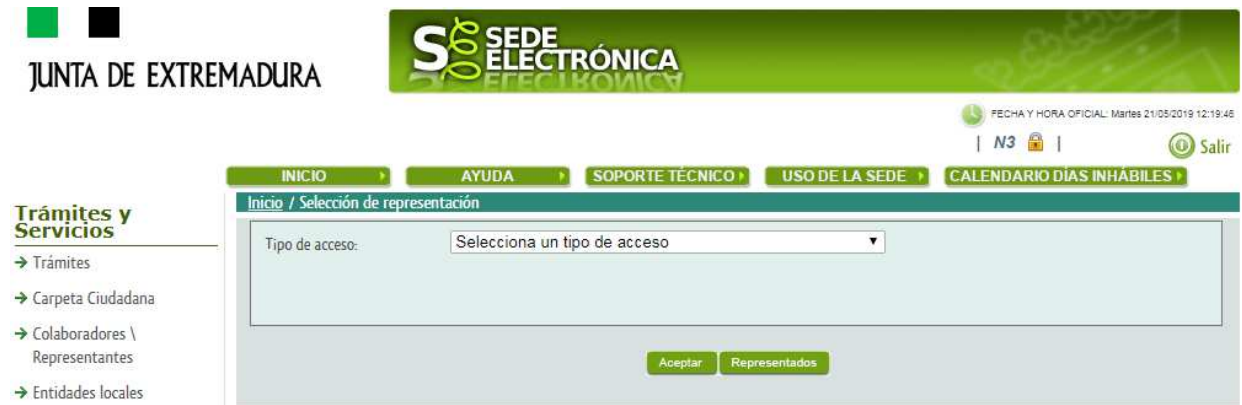 JUNTA DE EXTREMADURA
SEDE
ELECTRÓNICA
FECHA Y HORA OFICIAL: Martes 21/05/2019 12:19:46
| N3 |
Salir
INICIO
AYUDA
SOPORTE TÉCNICO
USO DE LA SEDE
CALENDARIO DÍAS INHÁBILES
Trámites y
Servicios
Inicio / Selección de representación
Tipo de acceso:
Selecciona un tipo de acceso
Trámites
Carpeta Ciudadana
Colaboradores \
Representantes
Entidades locales
Aceptar
Representados